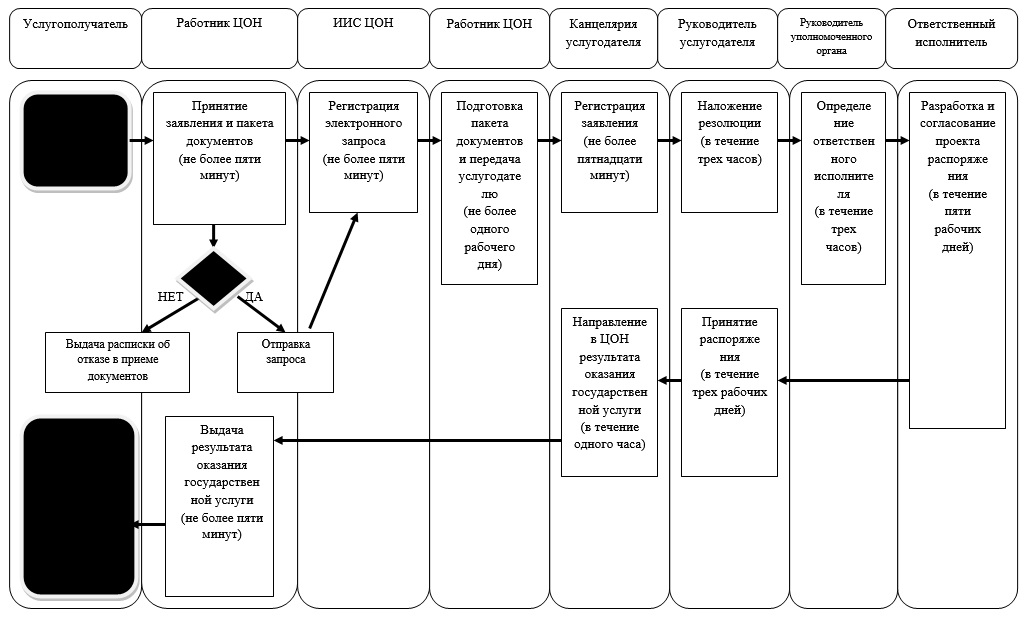 Услугополучатель
Работник ЦОН
ИИС ЦОН
Работник ЦОН
Канцелярия
услугодателя
Руководитель
услугодателя
Руководитель
уполномоченного
органа
Ответственный
исполнитель
Принятие
заявления и пакета
документов
(не более пяти
минут)
Регистрация
электронного
запроса
(не более пяти
минут)
Подготовка
пакета
документов
и передача
услугодате
лю
(не более
одного
рабочего
дня)
Регистрация
заявления
(не более
пятнадцати
минут)
Наложение
резолюции
(в течение
трех часов)
Определе
ние
ответствен
ного
исполните
ля
(в течение
трех
часов)
Разработка и
согласование
проекта
распоряже
ния
(в течение
пяти
рабочих
дней)
НЕТ
ДА
Выдача расписки об
отказе в приеме
документов
Отправка
запроса
Направление
в ЦОН
результата
оказания
государствен
ной услуги
(в течение
одного часа)
Принятие
распоряже
ния
(в течение
трех рабочих
дней)
Выдача
результата
оказания
государствен
ной услуги
(не более пяти
минут)